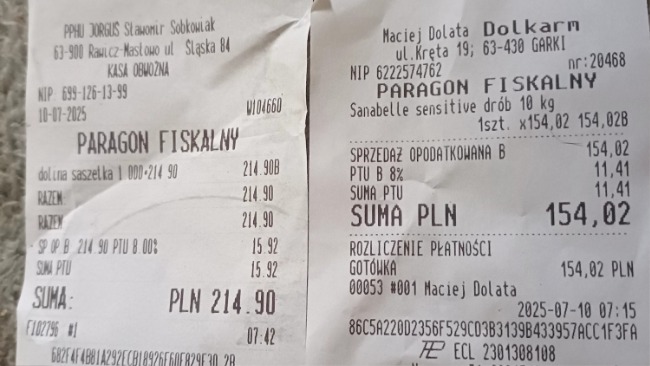 PPHU JORGUS Sławomir Sobkowiak
63-900 Rawicz-Masłowo ul Śląska 84
KASA OBWOŹNA
NIP 699-126-13-99
10-07-2025 W104660
PARAGON FISKALNY
dolina saszelka 1 000*214 90 214.90B
RAZEM 214.90
RAZEM 214.90
SP OP B 214 90 PTU 8 00% 15.92
SUMA PTU 15.92
SUMA: PLN 214.90
F102796 #1 07:42
Maciej Dolata Dolkarm
ul.Kręta 19; 63-430 GARKI
NIP 6222574762 nr:20468
PARAGON FISKALNY
Sanabelle sensitive drób 10 kg
1szt. x154,02 154,02B
SPRZEDAŻ OPODATKOWANA B 154,02
PTU B 8% 11,41
SUMA PTU 11,41
SUMA PLN 154,02
ROZLICZENIE PŁATNOŚCI
GOTÓWKA 154,02 PLN
00053 #001 Maciej Dolata
2025-07-10 07:15
86C5A220D2356F529C03B3139B433957ACC1F3FA
ECL 2301308108